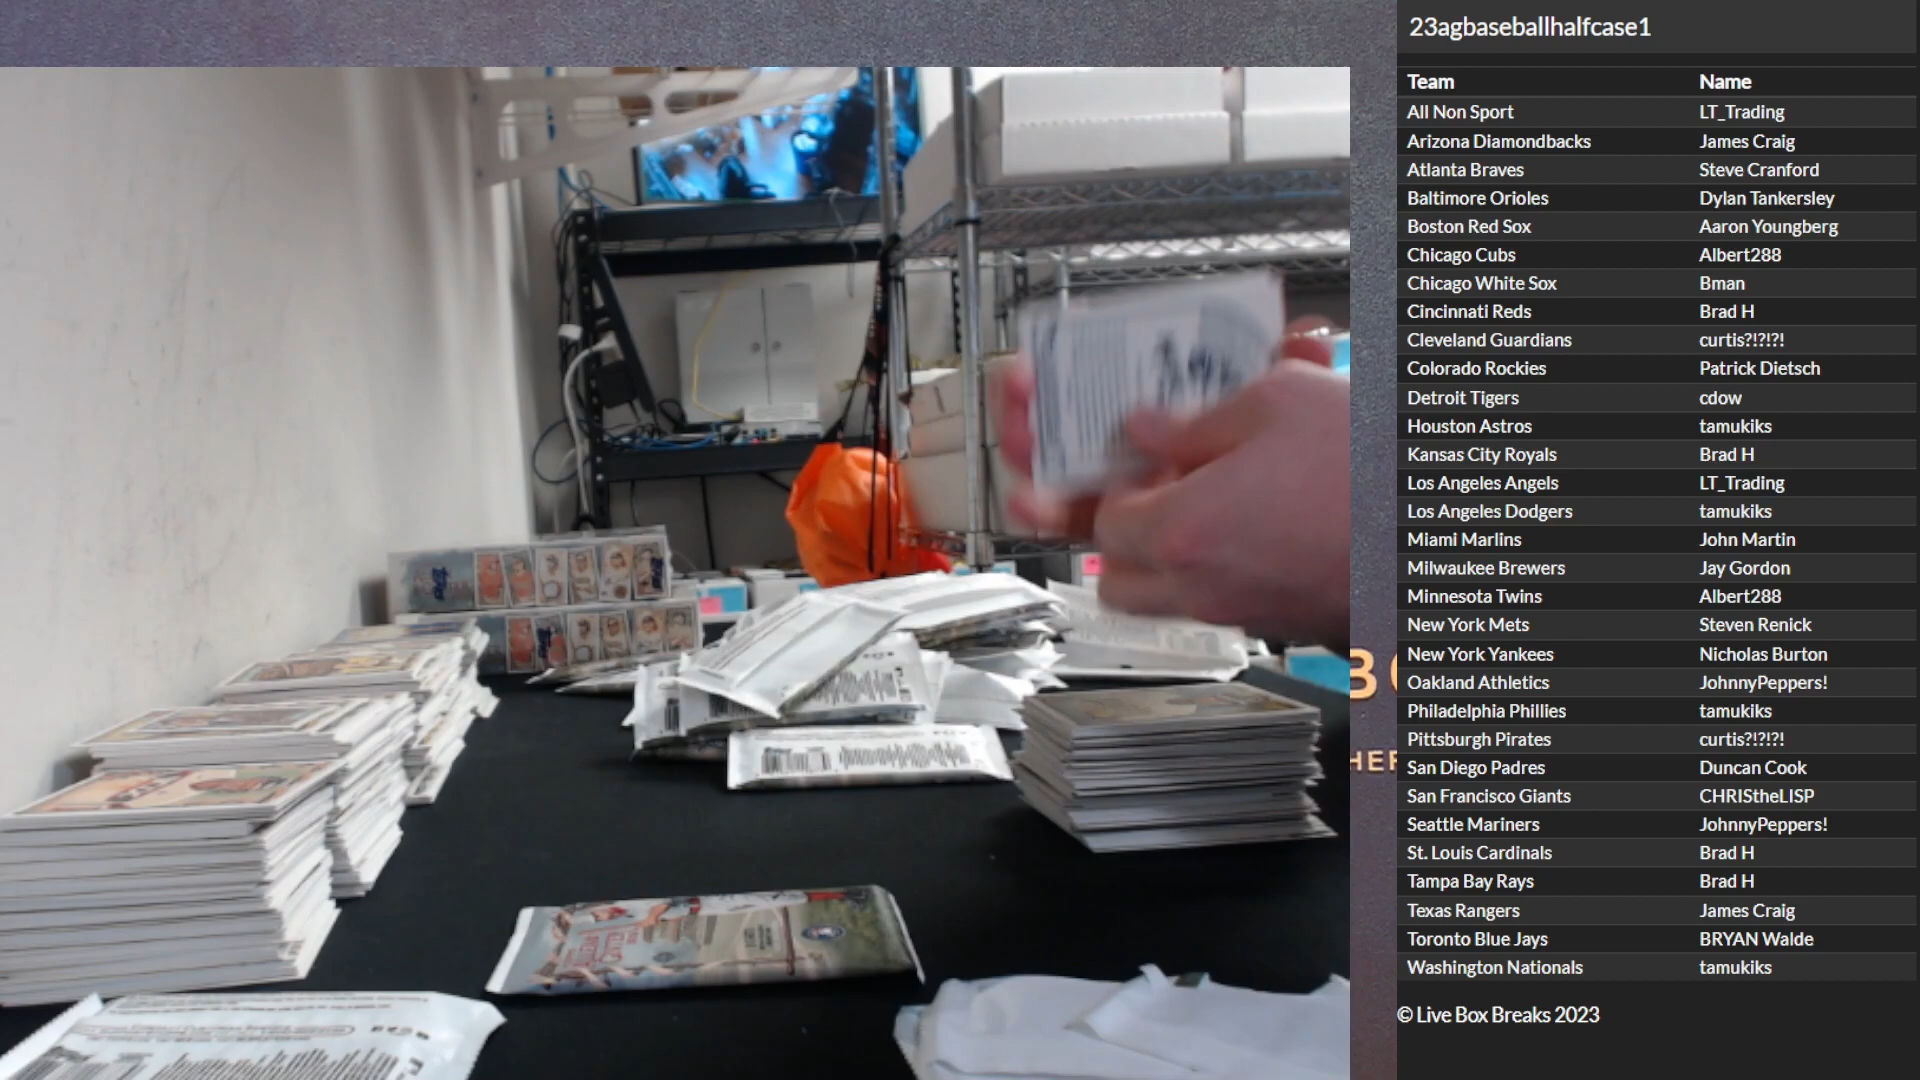 23agbaseballhalfcase1
Team Name
All Non Sport LT_Trading
Arizona Diamondbacks James Craig
Atlanta Braves Steve Cranford
Baltimore Orioles Dylan Tankersley
Boston Red Sox Aaron Youngberg
Chicago Cubs Albert288
Chicago White Sox Bman
Cincinnati Reds Brad H
Cleveland Guardians curtis?!?!?!
Colorado Rockies Patrick Dietsch
Detroit Tigers cdow
Houston Astros tamukiks
Kansas City Royals Brad H
Los Angeles Angels LT_Trading
Los Angeles Dodgers tamukiks
Miami Marlins John Martin
Milwaukee Brewers Jay Gordon
Minnesota Twins Albert288
New York Mets Steven Renick
New York Yankees Nicholas Burton
Oakland Athletics JohnnyPeppers!
Philadelphia Phillies tamukiks
Pittsburgh Pirates curtis?!?!?!
San Diego Padres Duncan Cook
San Francisco Giants CHRIStheLISP
Seattle Mariners JohnnyPeppers!
St. Louis Cardinals Brad H
Tampa Bay Rays Brad H
Texas Rangers James Craig
Toronto Blue Jays BRYAN Walde
Washington Nationals tamukiks
© Live Box Breaks 2023